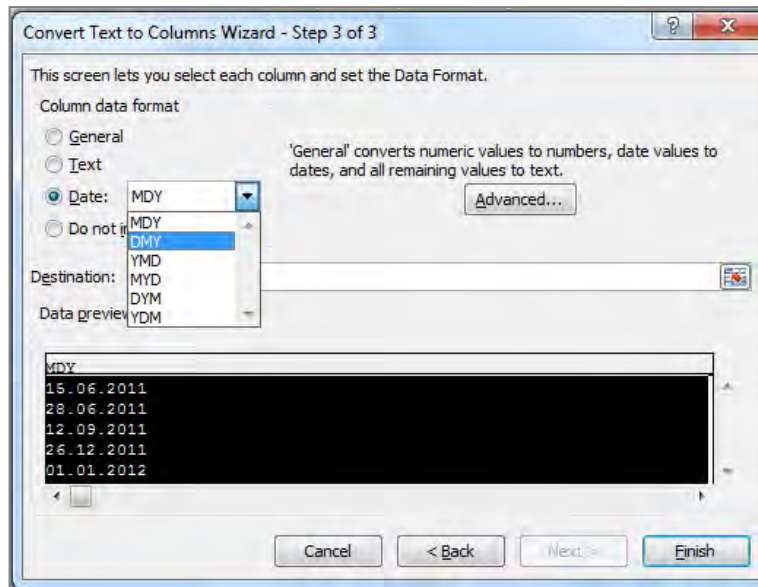 Convert Text to Columns Wizard - Step 3 of 3
?
X
This screen lets you select each column and set the Data Format.
Column data format
General
Text
Date: MDY
Do not i
'General' converts numeric values to numbers, date values to
dates, and all remaining values to text.
Advanced...
MDY
DMY
YMD
MYD
DYM
YDM
Destination:
Data preview
MDY
15.06.2011
28.06.2011
12.09.2011
26.12.2011
01.01.2012
Cancel
< Back
Next >
Finish